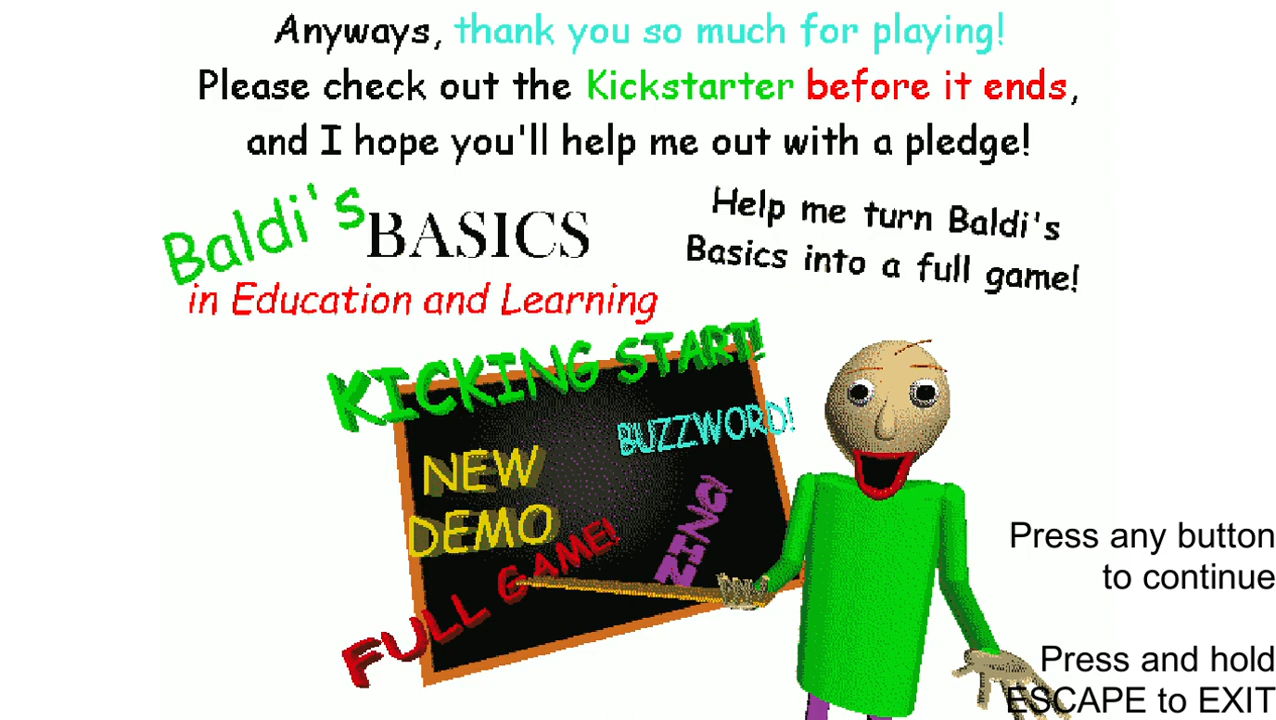 Anyways, thank you so much for playing!
Please check out the Kickstarter before it ends,
and I hope you'll help me out with a pledge!
Baldi's BASICS
in Education and Learning
Help me turn Baldi's
Basics into a full game!
KICKING START!
BUZZWORD!
NEW
DEMO
ZING!
FULL GAME!
Press any button
to continue
Press and hold
ESCAPE to EXIT